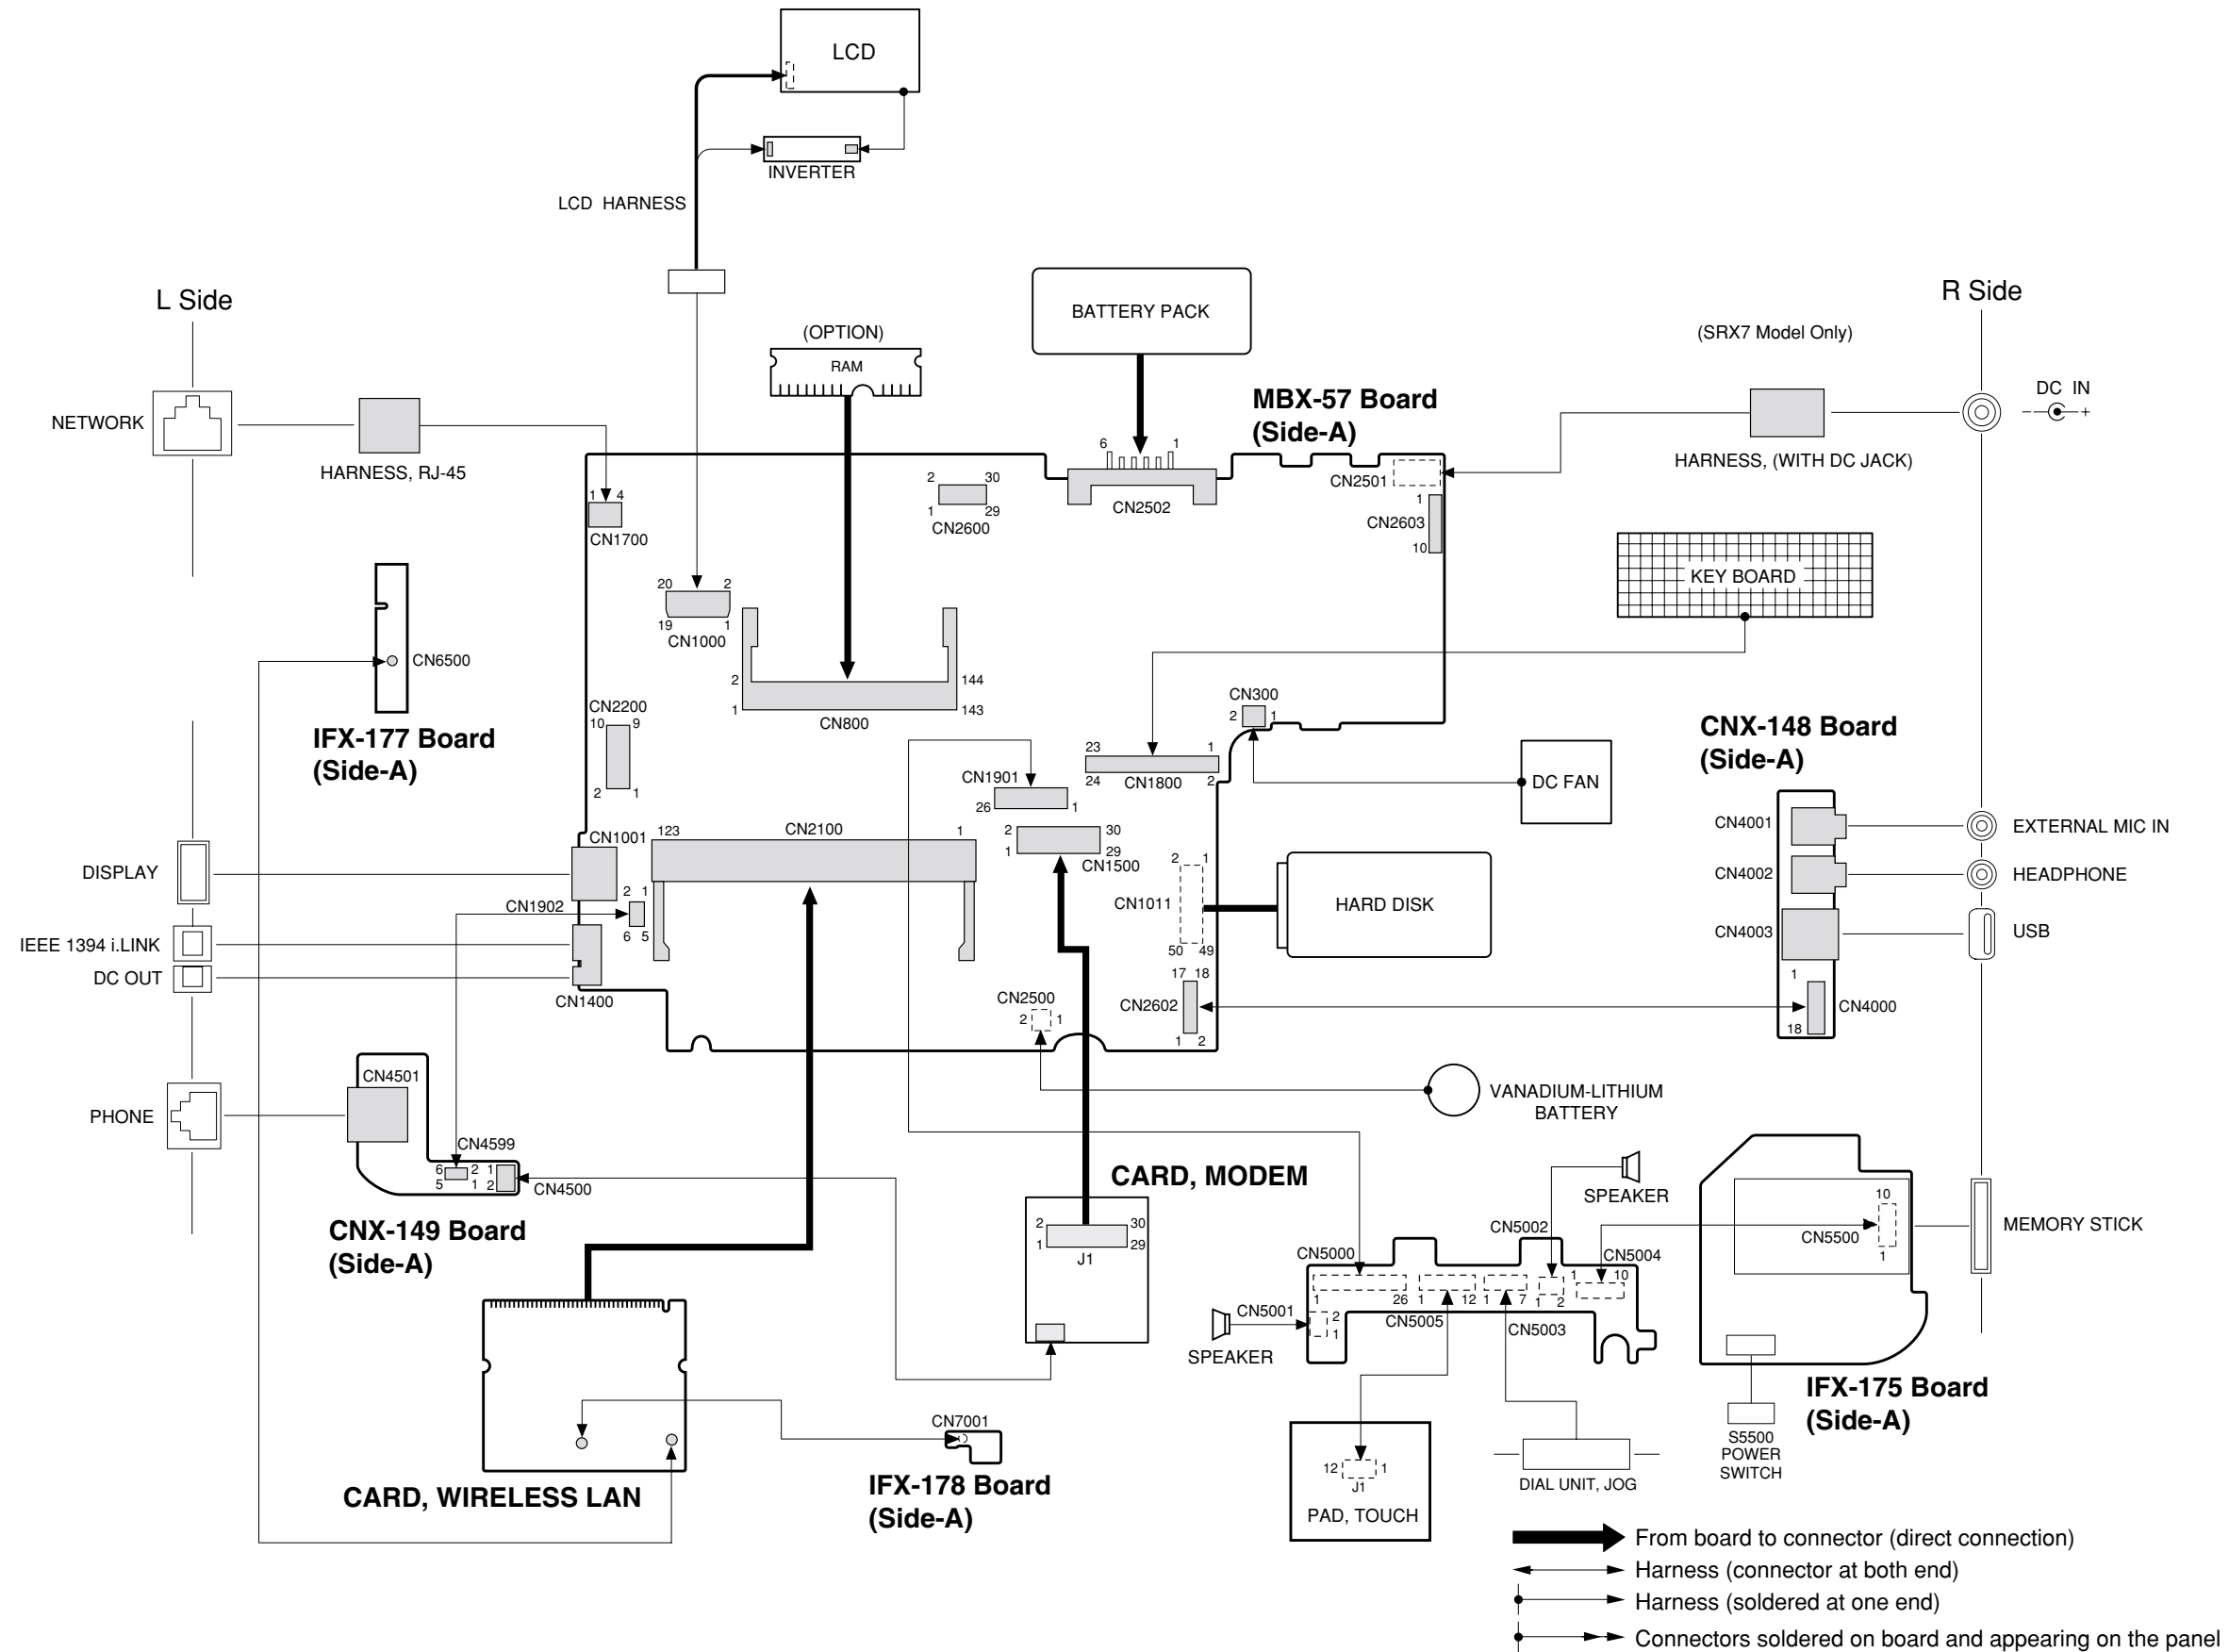 LCD
INVERTER
LCD HARNESS
L Side
R Side
BATTERY PACK
(OPTION)
RAM
(SRX7 Model Only)
DC IN
- +
NETWORK
HARNESS, RJ-45
MBX-57 Board
(Side-A)
HARNESS, (WITH DC JACK)
6 1
CN2502
CN2501
1
CN2603
10
2 30
1 29
CN2600
1 4
CN1700
KEY BOARD
20 2
19 1
CN1000
CN6500
IFX-177 Board
(Side-A)
2 144
1 143
CN800
CN2200
10 9
2 1
CN300
2 1
CNX-148 Board
(Side-A)
23 1
24 2
CN1800
CN1901
26 1
DC FAN
CN4001
EXTERNAL MIC IN
CN1001
123 CN2100 1
2 30
1 29
CN1500
DISPLAY
CN4002
HEADPHONE
2 1
CN1902
6 5
2 1
CN1011
50 49
HARD DISK
CN4003
USB
IEEE 1394 i.LINK
DC OUT
CN1400
17 18
CN2602
1 2
CN2500
2 1
1
CN4000
18
CN4501
PHONE
VANADIUM-LITHIUM
BATTERY
CN4599
6 2 1
5 1 2
CN4500
CNX-149 Board
(Side-A)
CARD, MODEM
2 30
1 29
J1
SPEAKER
CN5002
CN5000
CN5004
1 10
1 26 1 12 1 7 1 2
CN5001
2
1
CN5005
CN5003
SPEAKER
10
CN5500
1
MEMORY STICK
IFX-175 Board
(Side-A)
S5500
POWER
SWITCH
CN7001
IFX-178 Board
(Side-A)
CARD, WIRELESS LAN
12 1
J1
PAD, TOUCH
DIAL UNIT, JOG
From board to connector (direct connection)
Harness (connector at both end)
Harness (soldered at one end)
Connectors soldered on board and appearing on the panel